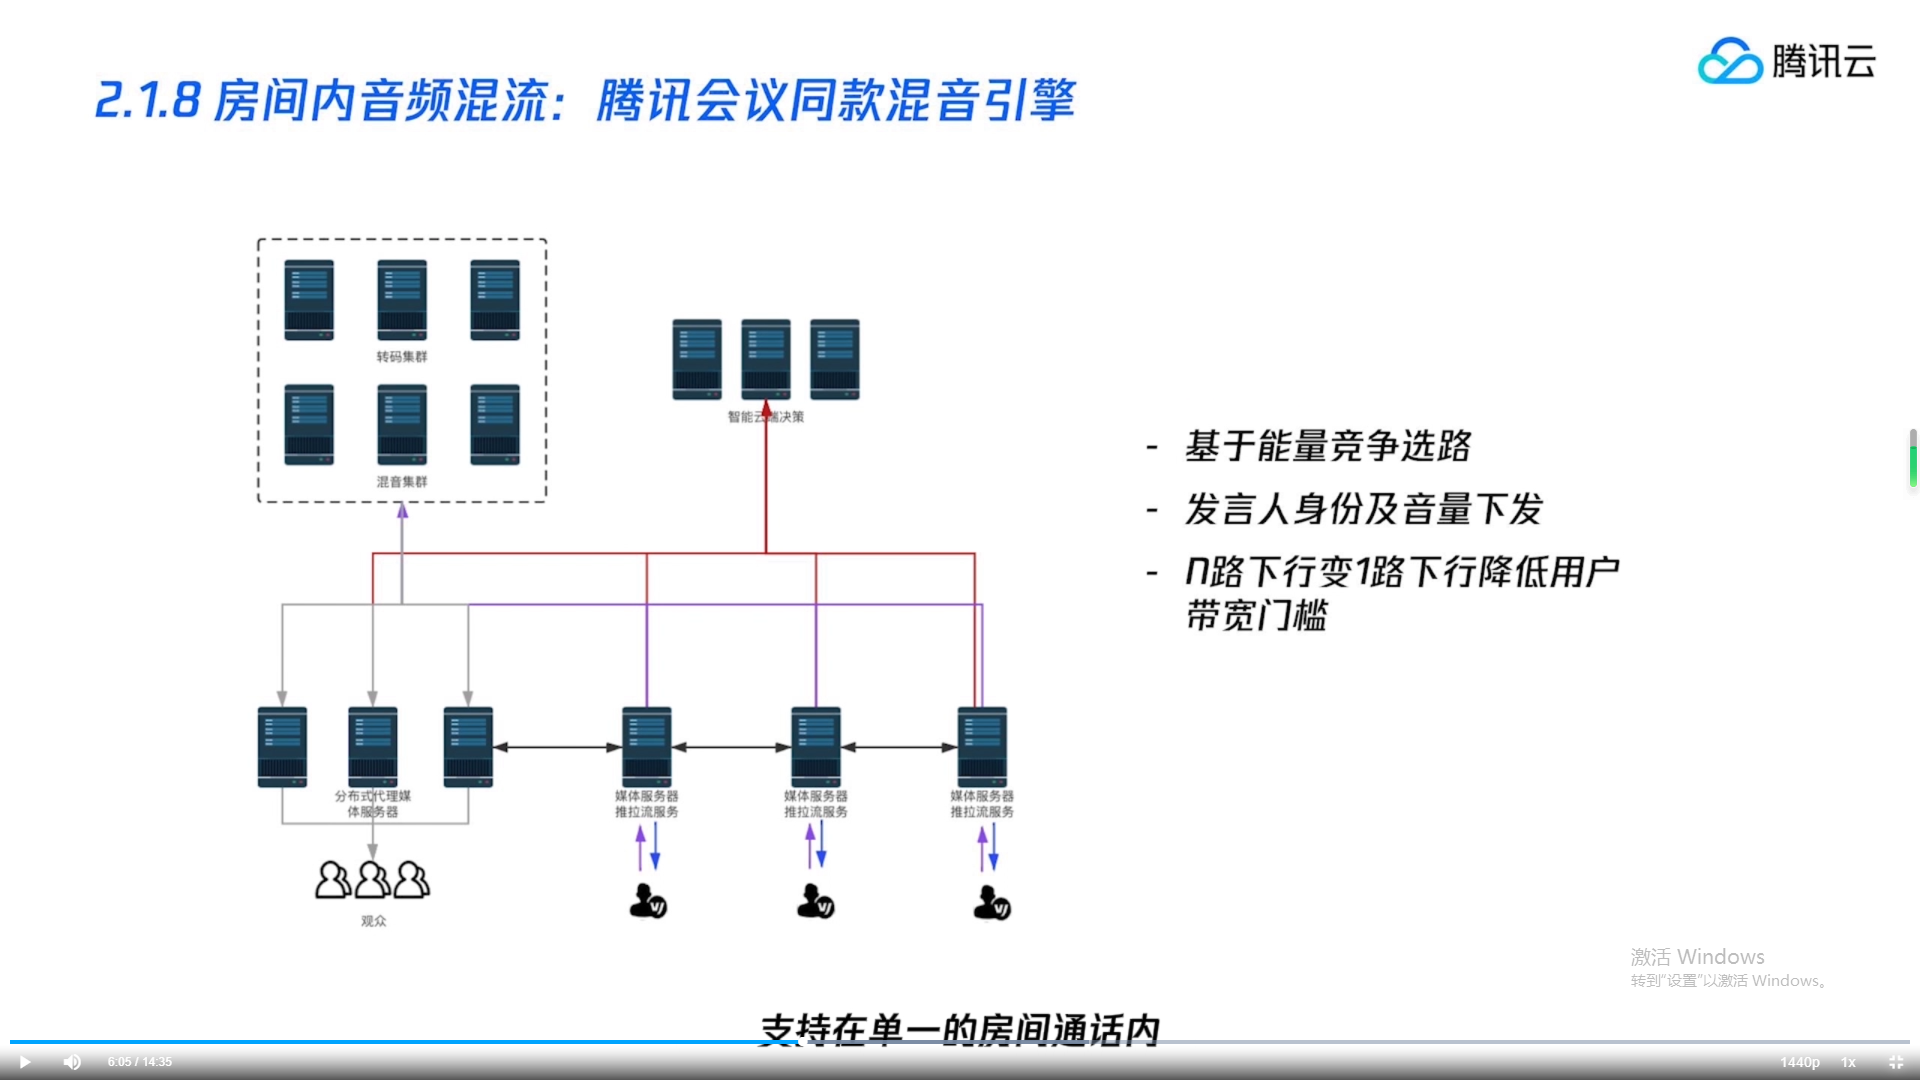 腾讯云
2.1.8 房间内音频混流：腾讯会议同款混音引擎
转码集群
混音集群
智能云端决策
- 基于能量竞争选路
- 发言人身份及音量下发
- N路下行变1路下行降低用户
带宽门槛
分布式代理媒
体服务器
媒体服务器
推拉流服务
媒体服务器
推拉流服务
媒体服务器
推拉流服务
观众
激活 Windows
转到“设置”以激活 Windows。
支持在单一的房间通话内
6:05 / 14:35
1440p
1x